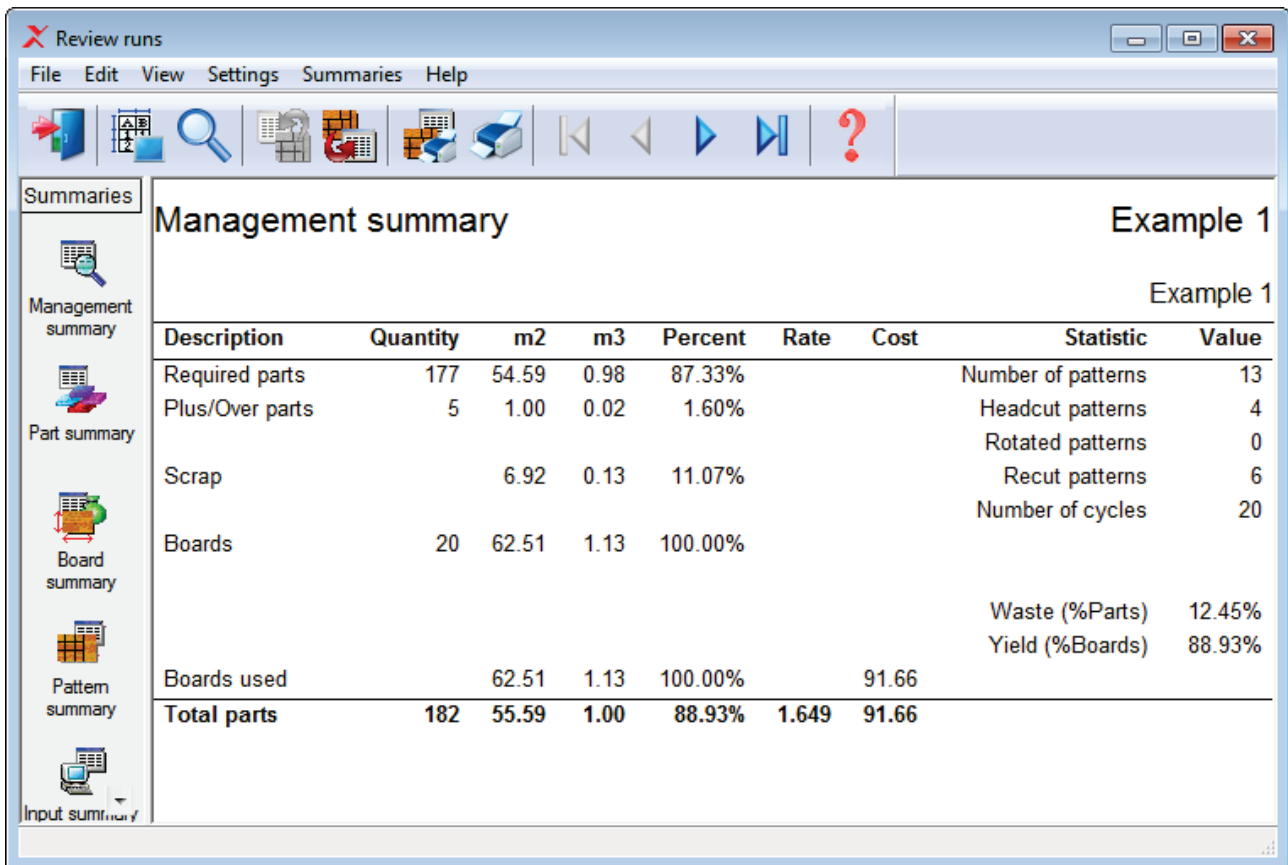 Review runs
File Edit View Settings Summaries Help
Summaries
Management summary
Part summary
Board summary
Pattern summary
Input summary
Management summary Example 1
Example 1
Description Quantity m2 m3 Percent Rate Cost Statistic Value
Required parts 177 54.59 0.98 87.33% Number of patterns 13
Plus/Over parts 5 1.00 0.02 1.60% Headcut patterns 4
Rotated patterns 0
Scrap 6.92 0.13 11.07% Recut patterns 6
Number of cycles 20
Boards 20 62.51 1.13 100.00%
Waste (%Parts) 12.45%
Yield (%Boards) 88.93%
Boards used 62.51 1.13 100.00% 91.66
Total parts 182 55.59 1.00 88.93% 1.649 91.66